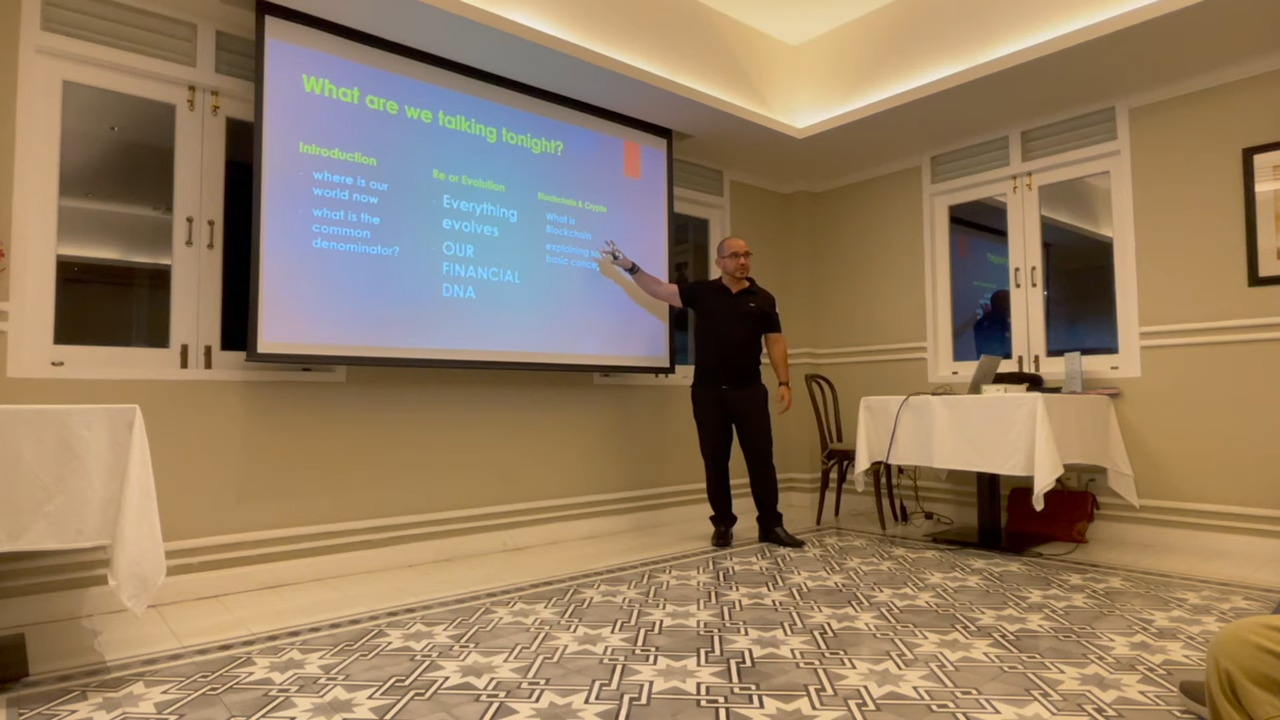 What are we talking tonight?
Introduction
where is our
world now
what is the
common
denominator?
Re or Evolution
Everything
evolves
OUR
FINANCIAL
DNA
Blockchain & Crypto
What is
Blockchain
explaining
basic